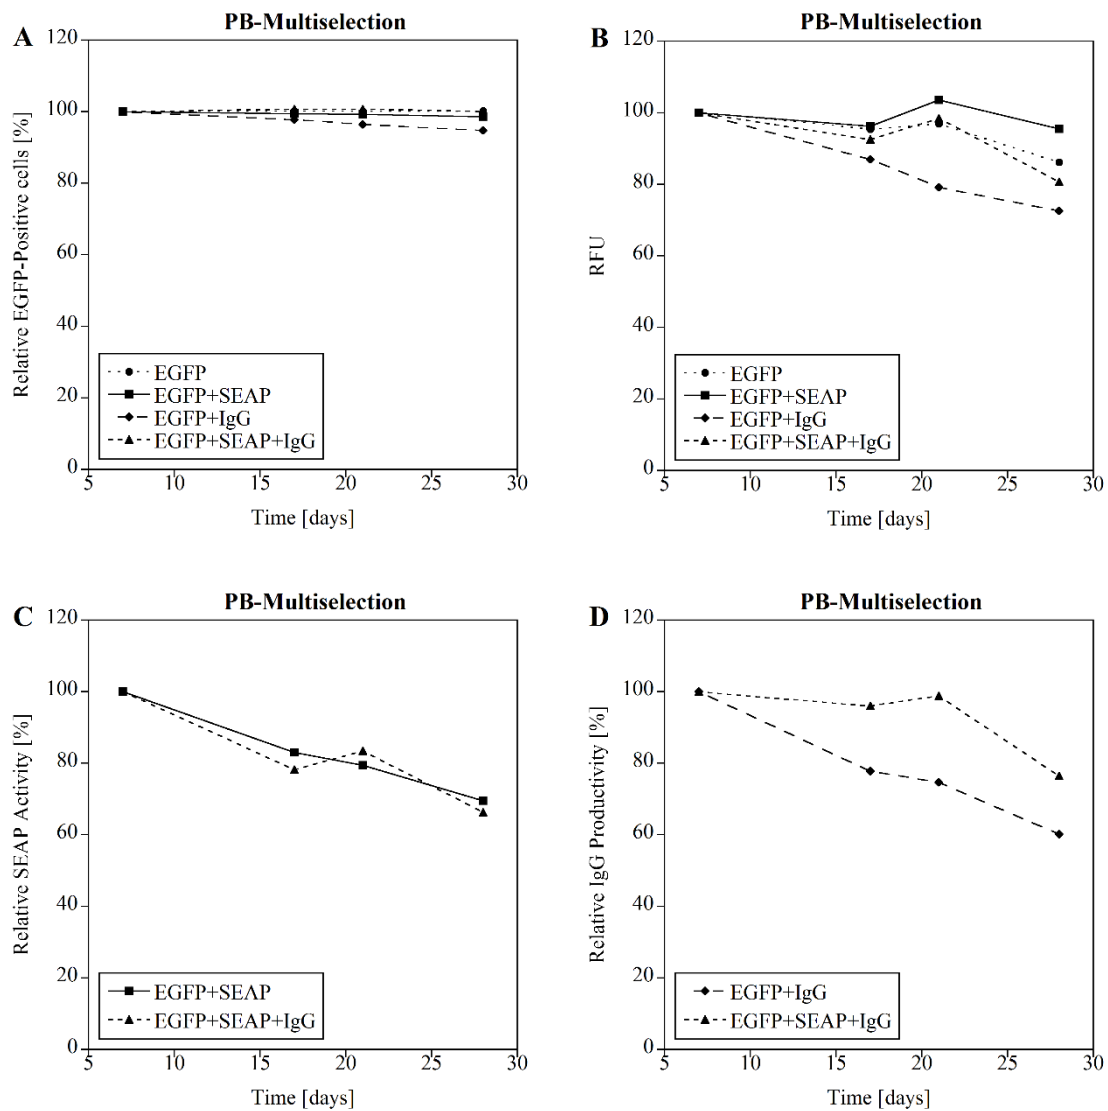 A
PB-Multiselection
120
100
80
60
40
20
0
Relative EGFP-Positive cells [%]
EGFP
EGFP+SEAP
EGFP+IgG
EGFP+SEAP+IgG
5 10 15 20 25 30
Time [days]
B
PB-Multiselection
120
100
80
60
40
20
0
RFU
EGFP
EGFP+SEAP
EGFP+IgG
EGFP+SEAP+IgG
5 10 15 20 25 30
Time [days]
C
PB-Multiselection
120
100
80
60
40
20
0
Relative SEAP Activity [%]
EGFP+SEAP
EGFP+SEAP+IgG
5 10 15 20 25 30
Time [days]
D
PB-Multiselection
120
100
80
60
40
20
0
Relative IgG Productivity [%]
EGFP+IgG
EGFP+SEAP+IgG
5 10 15 20 25 30
Time [days]